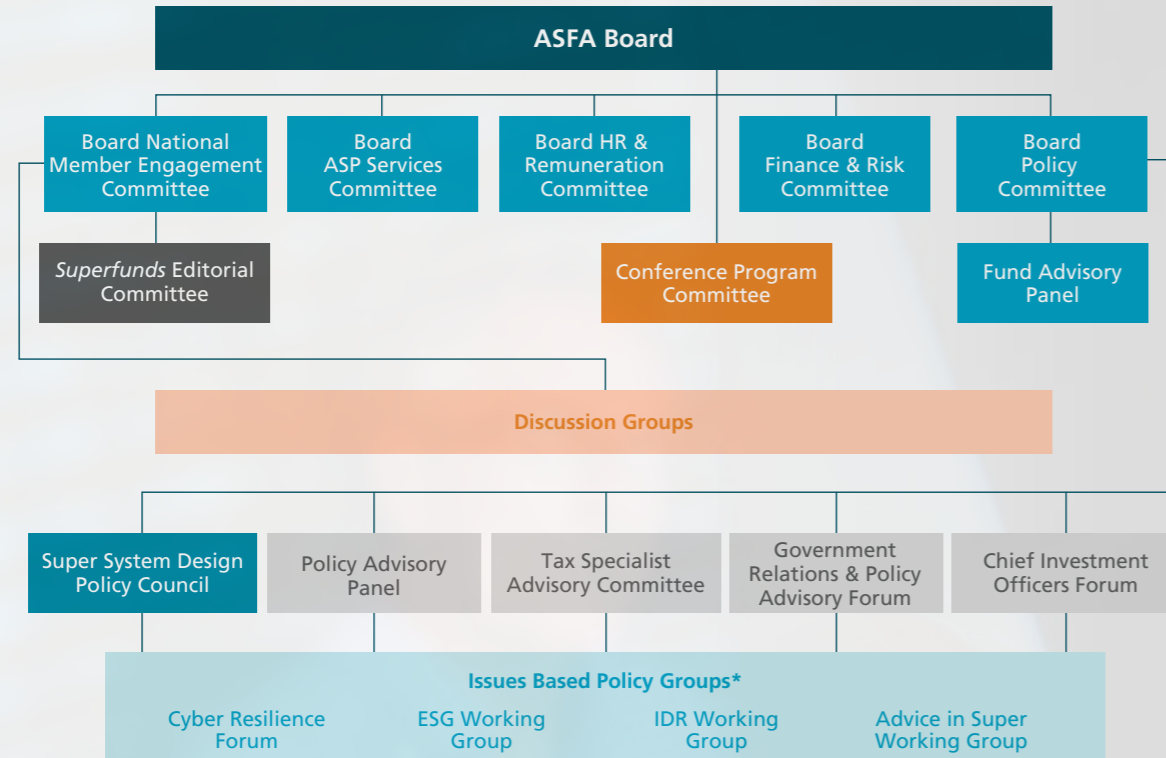 ASFA Board
Board National
Member Engagement
Committee
Board
ASP Services
Committee
Board HR &
Remuneration
Committee
Board
Finance & Risk
Committee
Board
Policy
Committee
Superfunds Editorial
Committee
Conference Program
Committee
Fund Advisory
Panel
Discussion Groups
Super System Design
Policy Council
Policy Advisory
Panel
Tax Specialist
Advisory Committee
Government
Relations & Policy
Advisory Forum
Chief Investment
Officers Forum
Issues Based Policy Groups*
Cyber Resilience
Forum
ESG Working
Group
IDR Working
Group
Advice in Super
Working Group